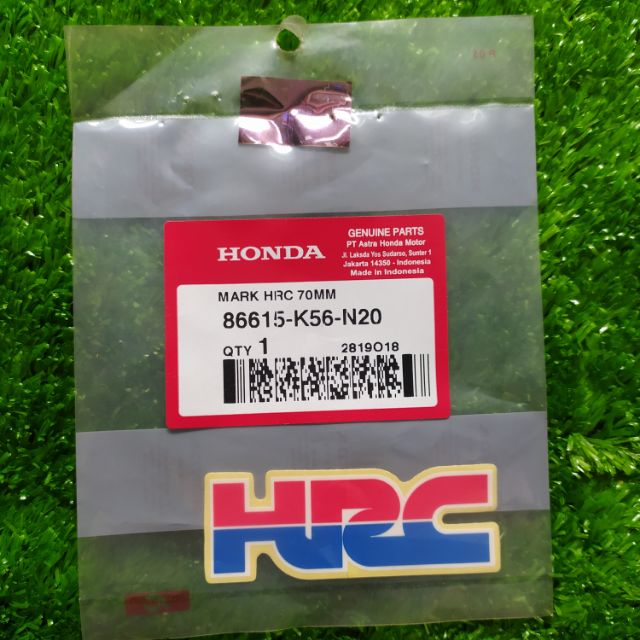 HONDA
GENUINE PARTS
PT Astra Honda Motor
Jl. Laksda Yos Sudarso, Sunter 1
Jakarta 14350 - Indonesia
Made in Indonesia
MARK HRC 70MM
86615-K56-N20
QTY 1
2819O18
HRC